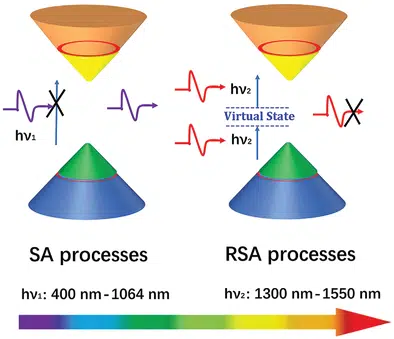 hν₂
Virtual State
hν₁
hν₂
SA processes
RSA processes
hν₁: 400 nm-1064 nm
hν₂: 1300 nm-1550 nm